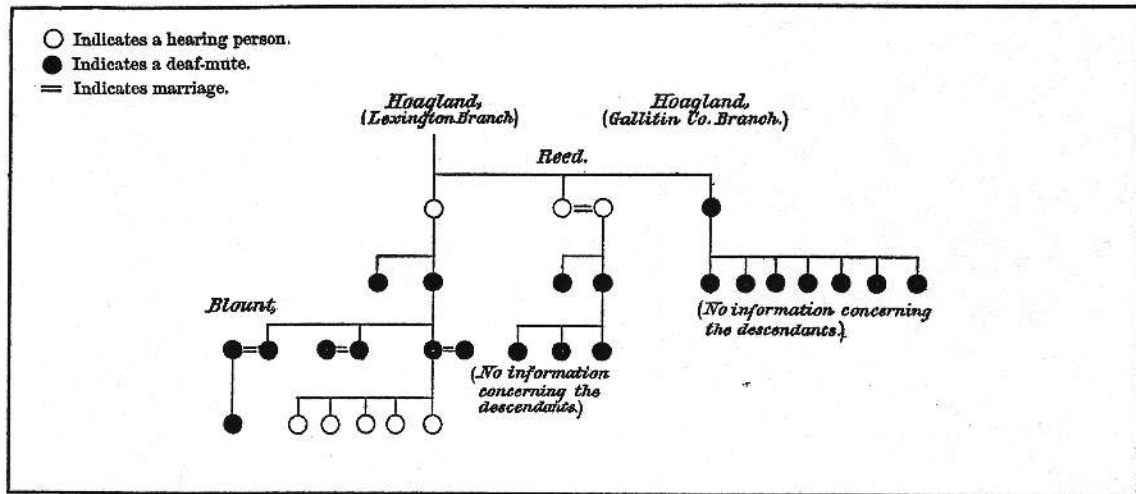 Indicates a hearing person.
Indicates a deaf-mute.
Indicates marriage.
Hoagland,
(Lexington Branch)
Hoagland,
(Gallitin Co. Branch.)
Reed.
Blount,
(No information concerning
the descendants.)
(No information
concerning the
descendants.)